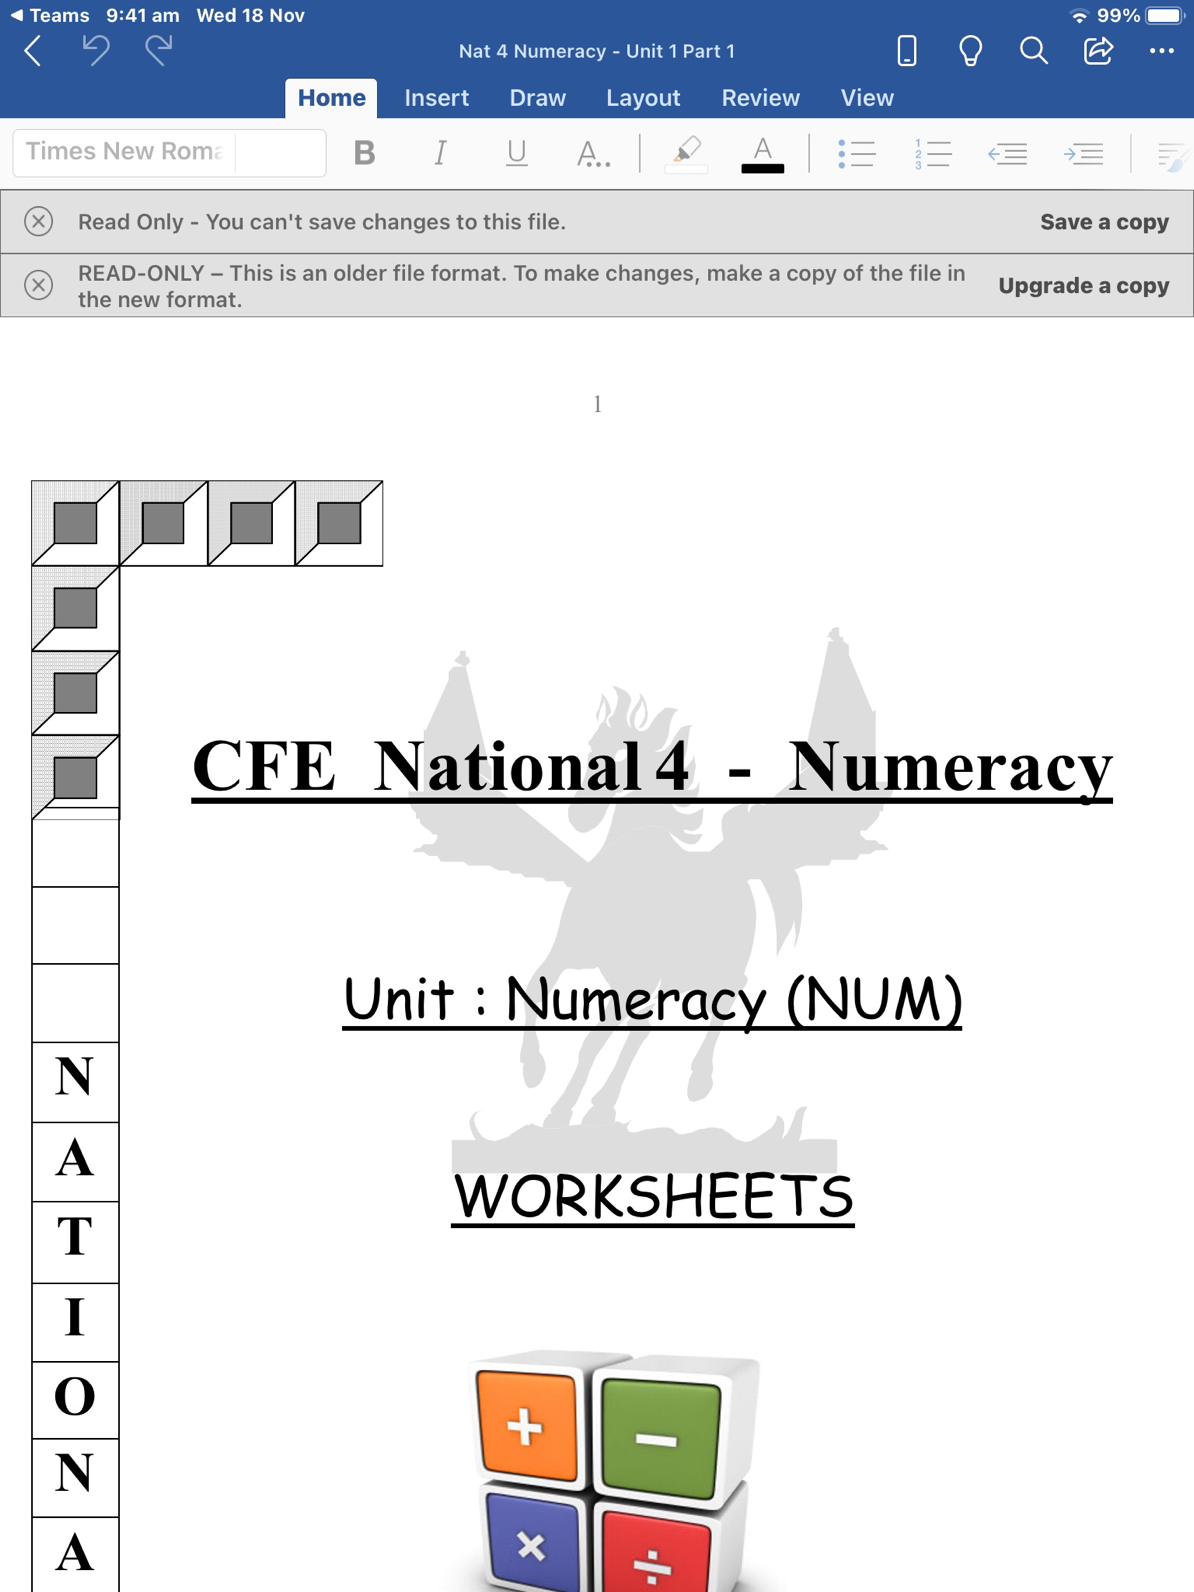 Teams 9:41 am Wed 18 Nov 99%
Nat 4 Numeracy - Unit 1 Part 1
Home Insert Draw Layout Review View
Times New Roma B I U A.. A 1 2 3
Read Only - You can't save changes to this file. Save a copy
READ-ONLY – This is an older file format. To make changes, make a copy of the file in
the new format. Upgrade a copy
1
CFE National 4 - Numeracy
Unit : Numeracy (NUM)
WORKSHEETS
N
A
T
I
O
N
A
+ −
× ÷